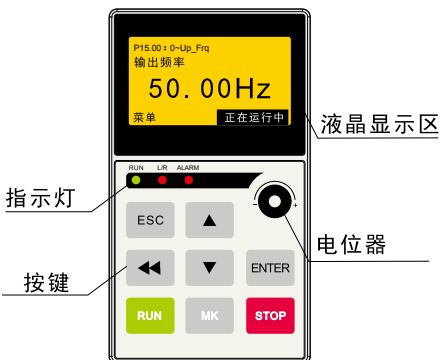 P15.00：0~Up_Frq
输出频率
50.00Hz
菜单 正在运行中
液晶显示区
RUN L/R ALARM
指示灯
- +
ESC ▲
电位器
按键
◀◀ ▼ ENTER
RUN MK STOP